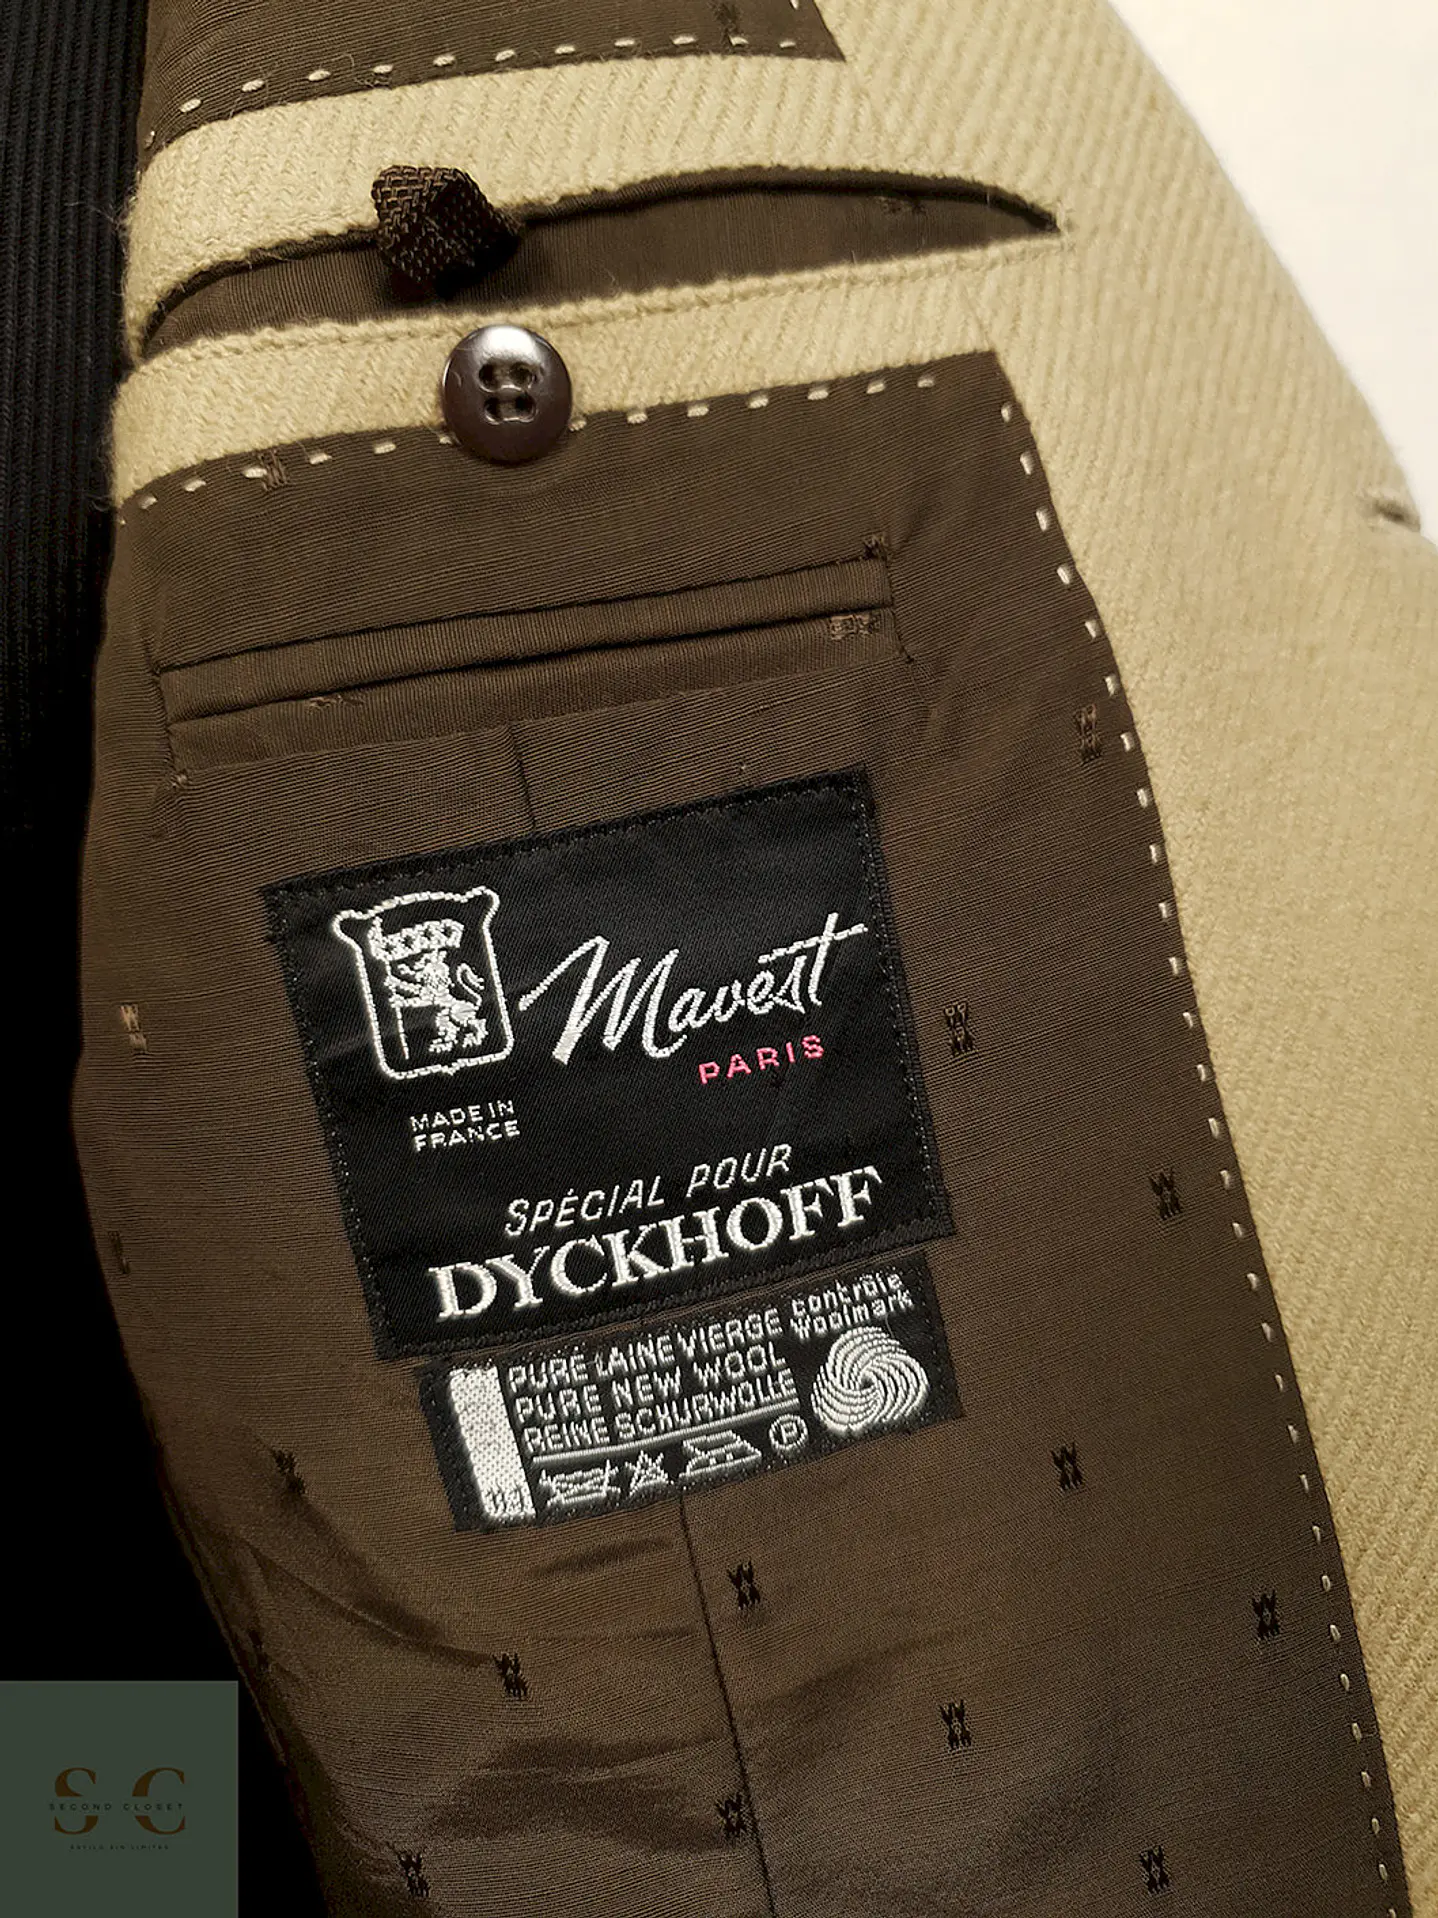 Mavest
PARIS
MADE IN
FRANCE
SPÉCIAL POUR
DYCKHOFF
contrôle
Woolmark
PURE LAINE VIERGE
PURE NEW WOOL
REINE SCHURWOLLE
P
SC
SECOND CLOSET